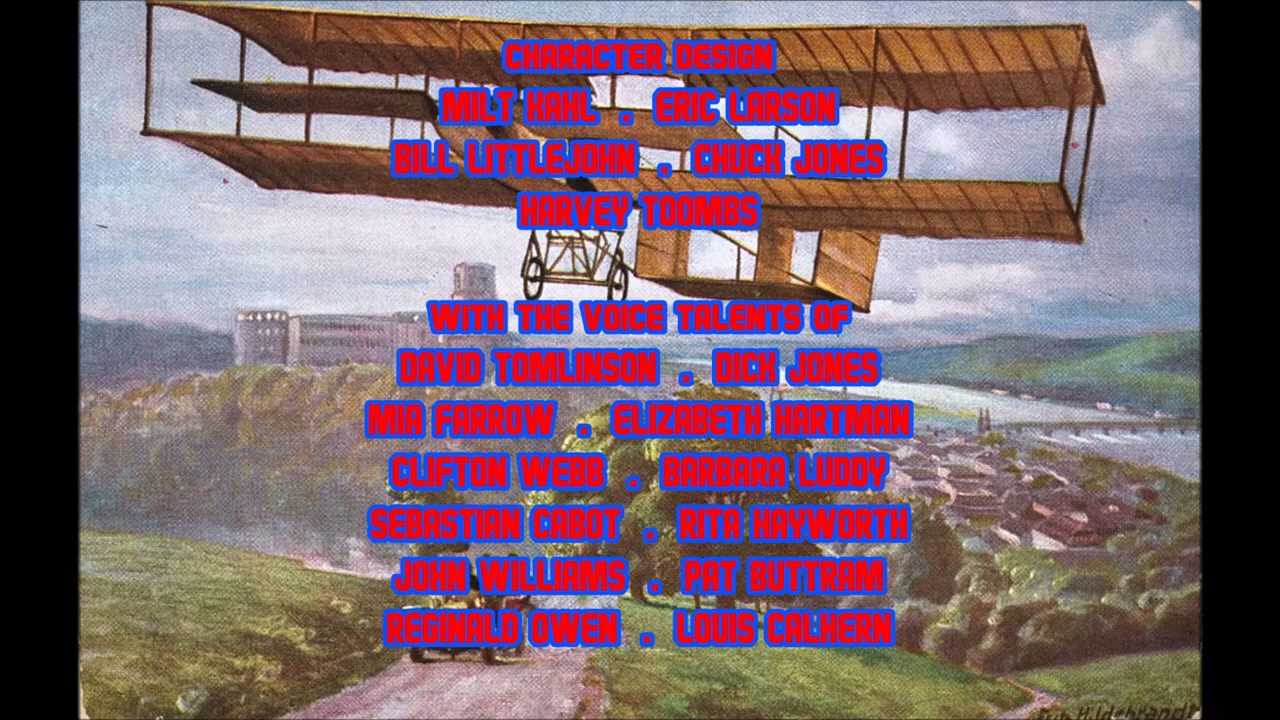 CHARACTER DESIGN
MILT KAHL . ERIC LARSON
BILL LITTLEJOHN . CHUCK JONES
HARVEY TOOMBS
WITH THE VOICE TALENTS OF
DAVID TOMLINSON . DICK JONES
MIA FARROW . ELIZABETH HARTMAN
CLIFTON WEBB . BARBARA LUDDY
SEBASTIAN CABOT . RITA HAYWORTH
JOHN WILLIAMS . PAT BUTTRAM
REGINALD OWEN . LOUIS CALHERN
Hildebrandt